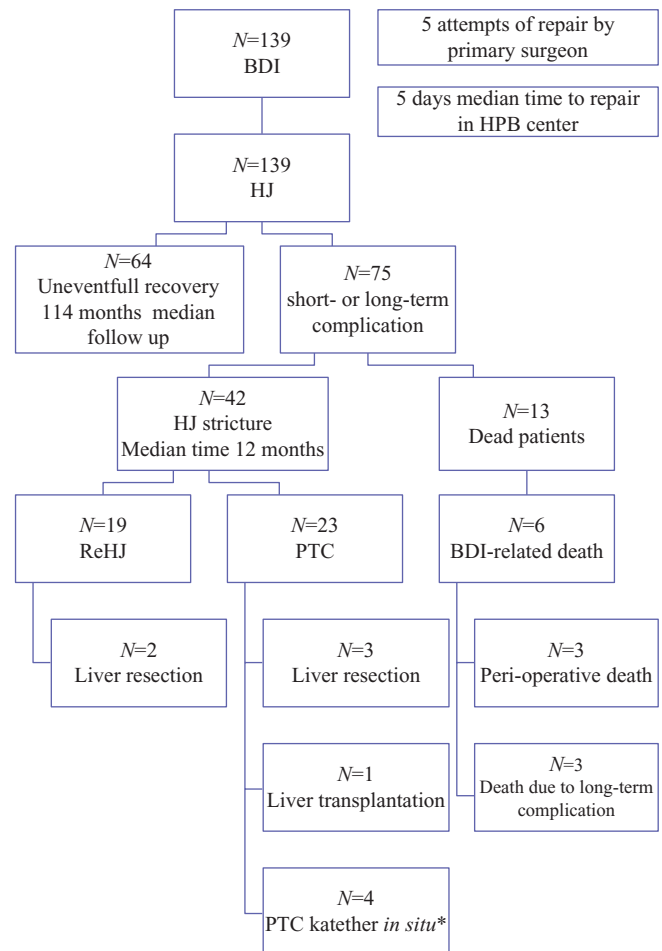 N=139
BDI
5 attempts of repair by
primary surgeon
5 days median time to repair
in HPB center
N=139
HJ
N=64
Uneventfull recovery
114 months median
follow up
N=75
short- or long-term
complication
N=42
HJ stricture
Median time 12 months
N=13
Dead patients
N=19
ReHJ
N=23
PTC
N=6
BDI-related death
N=2
Liver resection
N=3
Liver resection
N=3
Peri-operative death
N=1
Liver transplantation
N=3
Death due to long-term
complication
N=4
PTC katether in situ*